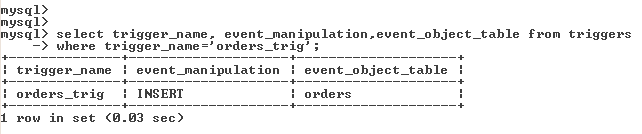 mysql>
mysql>
mysql> select trigger_name, event_manipulation,event_object_table from triggers
    -> where trigger_name='orders_trig';
+--------------+--------------------+--------------------+
| trigger_name | event_manipulation | event_object_table |
+--------------+--------------------+--------------------+
| orders_trig  | INSERT             | orders             |
+--------------+--------------------+--------------------+
1 row in set (0.03 sec)